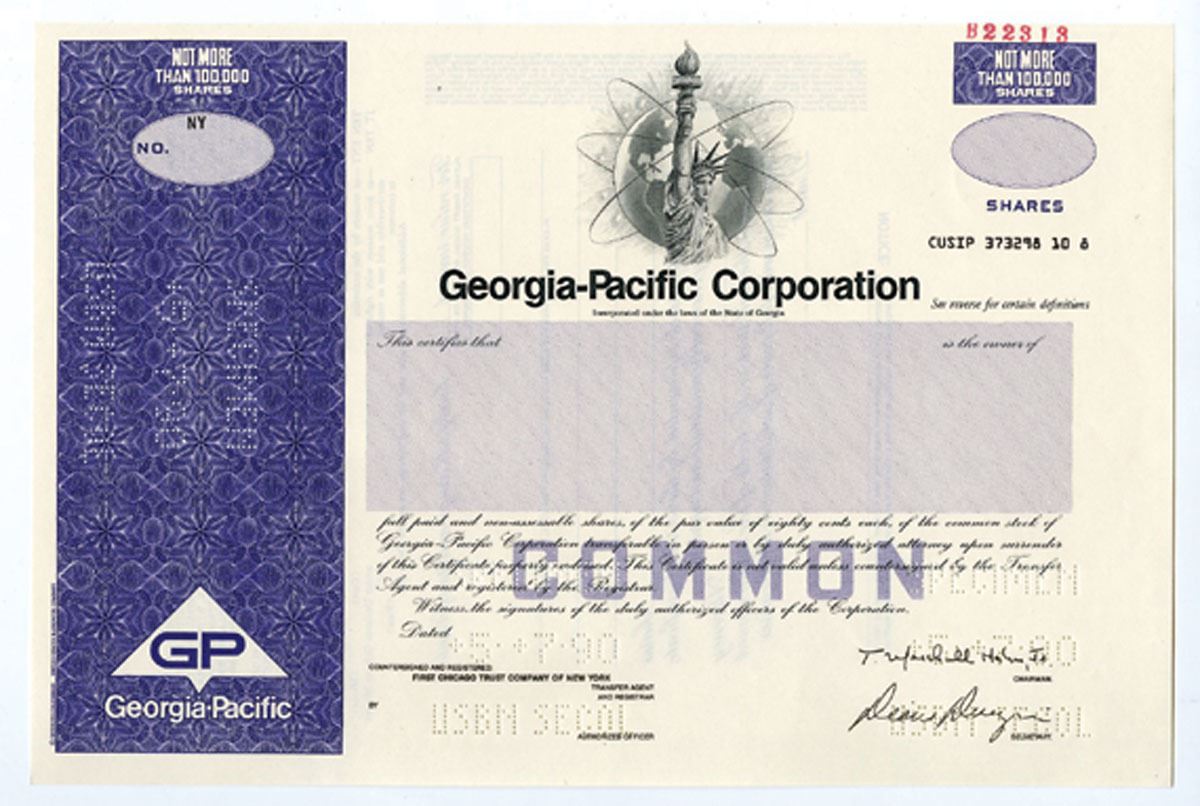 B22313
NOT MORE
THAN 100,000
SHARES
NY
NO.
NOT MORE
THAN 100,000
SHARES
SHARES
CUSIP 373298 10 8
Georgia-Pacific Corporation
Incorporated under the laws of the State of Georgia
See reverse for certain definitions
This certifies that
is the owner of
full paid and non-assessable shares, of the par value of eighty cents each, of the common stock of
Georgia-Pacific Corporation transferable in person or by duly authorized attorney upon surrender
of this Certificate properly endorsed. This Certificate is not valid unless countersigned by the Transfer
Agent and registered by the Registrar.
COMMON
SPECIMEN
Witness the signatures of the duly authorized officers of the Corporation.
Dated
5·7·90
5·7·90
COUNTERSIGNED AND REGISTERED:
FIRST CHICAGO TRUST COMPANY OF NEW YORK
TRANSFER AGENT
AND REGISTRAR
BY
USBN SECOL
AUTHORIZED OFFICER
CHAIRMAN
SECRETARY
GP
Georgia-Pacific